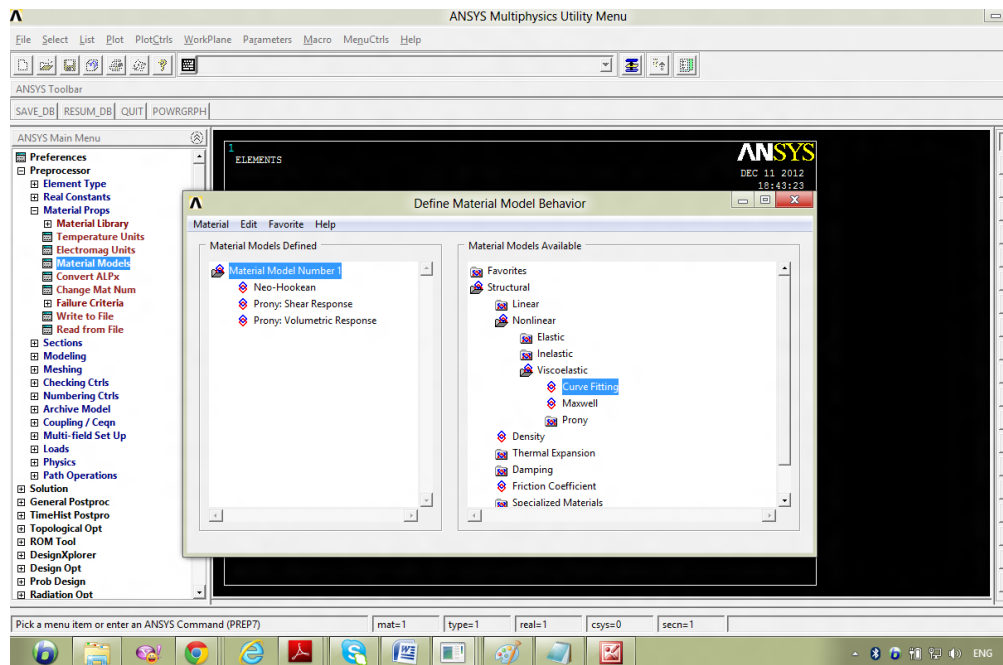 ANSYS Multiphysics Utility Menu
File Select List Plot PlotCtrls WorkPlane Parameters Macro MenuCtrls Help
ANSYS Toolbar
SAVE_DB RESUM_DB QUIT POWRGRPH
ANSYS Main Menu
Preferences
Preprocessor
Element Type
Real Constants
Material Props
Material Library
Temperature Units
Electromag Units
Material Models
Convert ALPx
Change Mat Num
Failure Criteria
Write to File
Read from File
Sections
Modeling
Meshing
Checking Ctrls
Numbering Ctrls
Archive Model
Coupling / Ceqn
Multi-field Set Up
Loads
Physics
Path Operations
Solution
General Postproc
TimeHist Postpro
Topological Opt
ROM Tool
DesignXplorer
Design Opt
Prob Design
Radiation Opt
1
ELEMENTS
ANSYS
DEC 11 2012
18:43:23
Define Material Model Behavior
Material Edit Favorite Help
Material Models Defined
Material Model Number 1
Neo-Hookean
Prony: Shear Response
Prony: Volumetric Response
Material Models Available
Favorites
Structural
Linear
Nonlinear
Elastic
Inelastic
Viscoelastic
Curve Fitting
Maxwell
Prony
Density
Thermal Expansion
Damping
Friction Coefficient
Specialized Materials
Pick a menu item or enter an ANSYS Command (PREP7)
mat=1 type=1 real=1 csys=0 secn=1
ENG